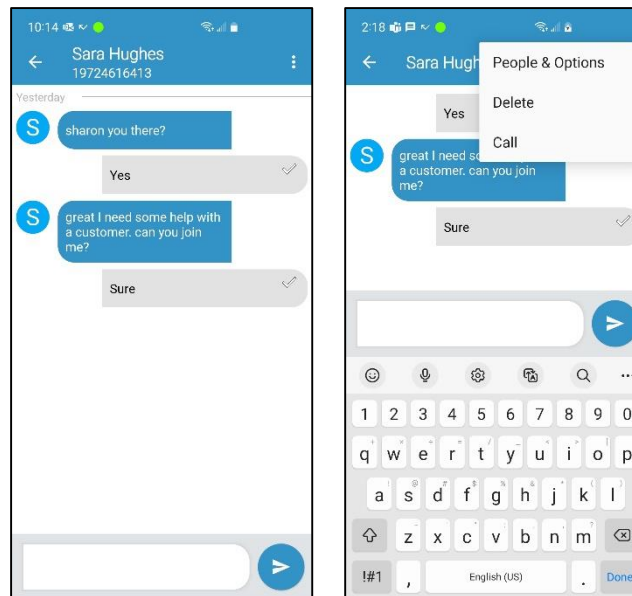 10:14
Sara Hughes
19724616413
Yesterday
S
sharon you there?
Yes
S
great I need some help with
a customer. can you join
me?
Sure
2:18
Sara Hugh
People & Options
Delete
Call
Yes
S
great I need so
a customer. can you join
me?
Sure
1 2 3 4 5 6 7 8 9 0
q w e r t y u i o p
a s d f g h j k l
z x c v b n m
!#1 , English (US) . Done